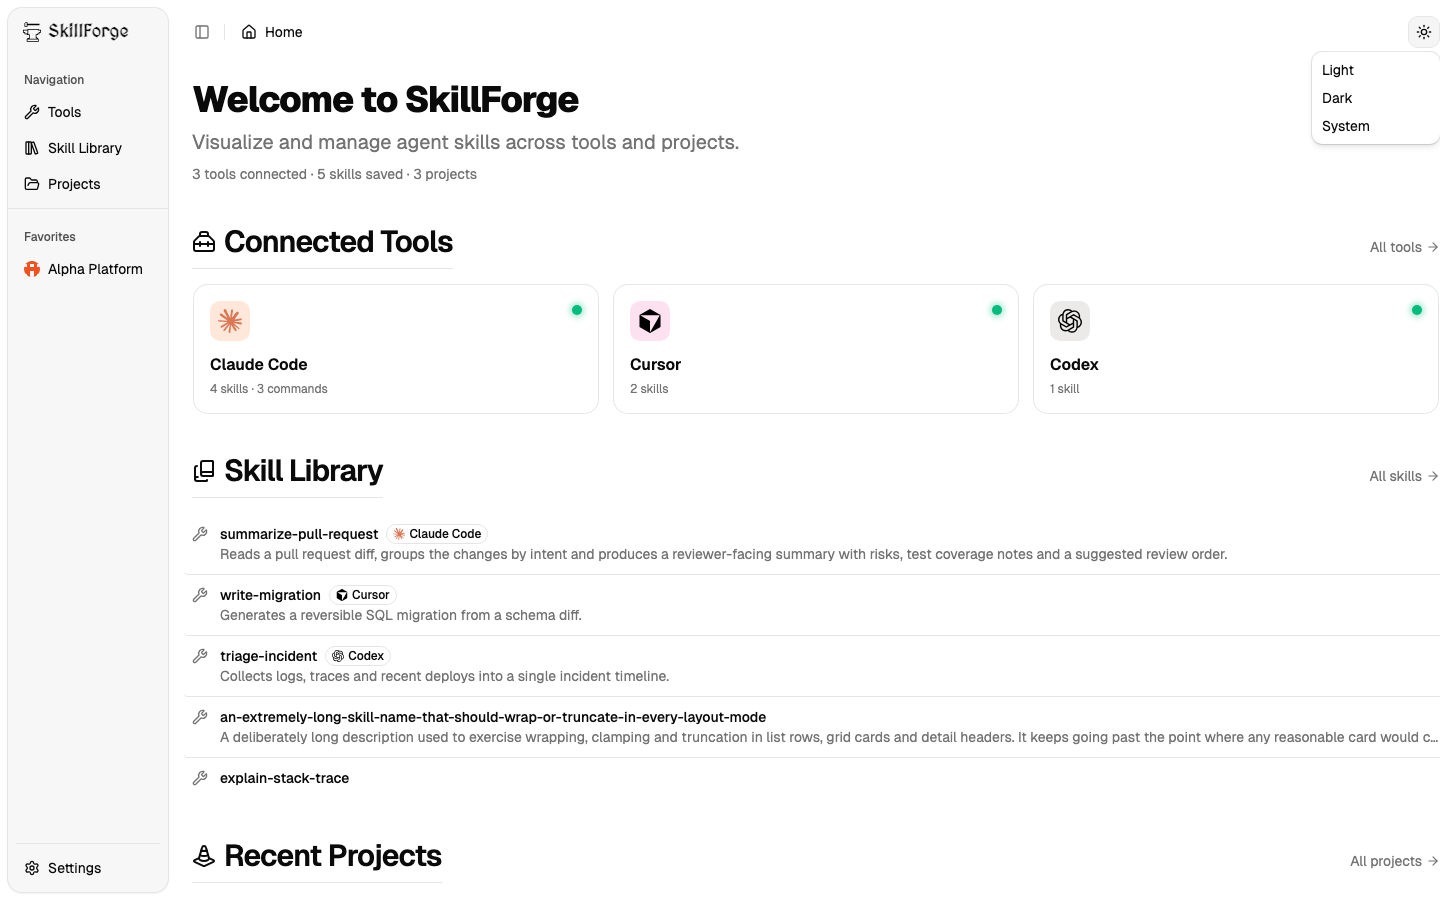 SkillForge
Navigation
Tools
Skill Library
Projects
Favorites
Alpha Platform
Settings
Home
Light
Dark
System
Welcome to SkillForge
Visualize and manage agent skills across tools and projects.
3 tools connected · 5 skills saved · 3 projects
Connected Tools
All tools →
Claude Code
4 skills · 3 commands
Cursor
2 skills
Codex
1 skill
Skill Library
All skills →
summarize-pull-request Claude Code
Reads a pull request diff, groups the changes by intent and produces a reviewer-facing summary with risks, test coverage notes and a suggested review order.
write-migration Cursor
Generates a reversible SQL migration from a schema diff.
triage-incident Codex
Collects logs, traces and recent deploys into a single incident timeline.
an-extremely-long-skill-name-that-should-wrap-or-truncate-in-every-layout-mode
A deliberately long description used to exercise wrapping, clamping and truncation in list rows, grid cards and detail headers. It keeps going past the point where any reasonable card would c…
explain-stack-trace
Recent Projects
All projects →